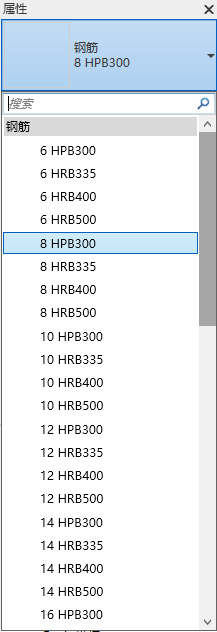 属性
钢筋
8 HPB300
搜索
钢筋
6 HPB300
6 HRB335
6 HRB400
6 HRB500
8 HPB300
8 HRB335
8 HRB400
8 HRB500
10 HPB300
10 HRB335
10 HRB400
10 HRB500
12 HPB300
12 HRB335
12 HRB400
12 HRB500
14 HPB300
14 HRB335
14 HRB400
14 HRB500
16 HPB300